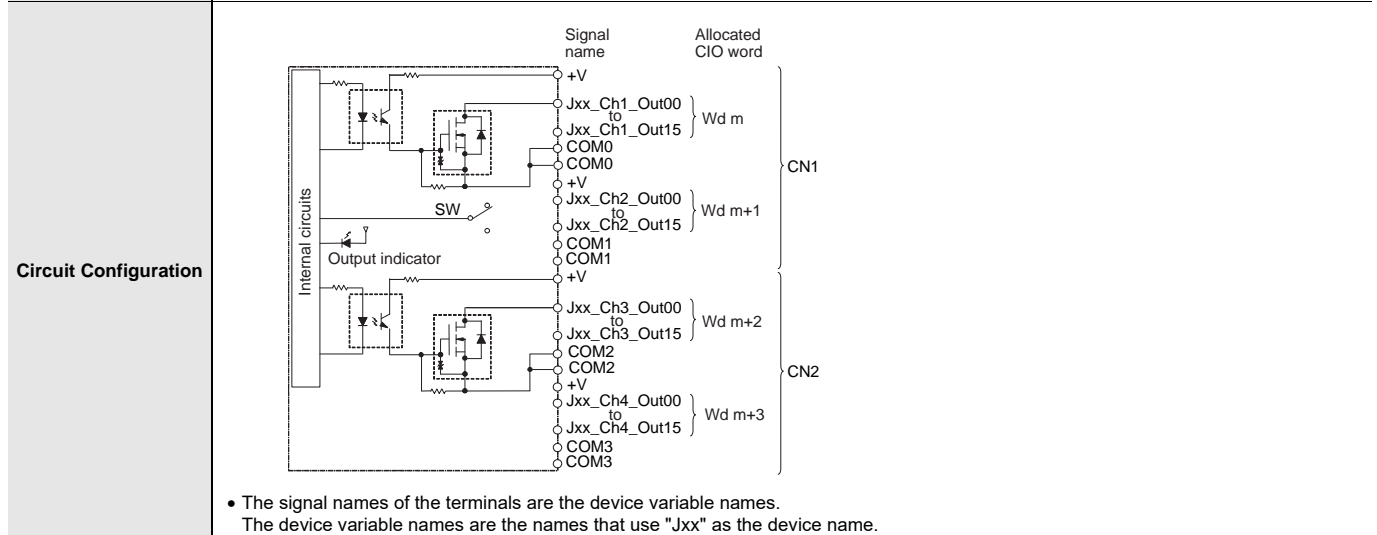 Circuit Configuration
Signal
name
Allocated
CIO word
+V
Jxx_Ch1_Out00
to
Jxx_Ch1_Out15
Wd m
COM0
COM0
CN1
+V
Jxx_Ch2_Out00
to
Jxx_Ch2_Out15
Wd m+1
COM1
COM1
Internal circuits
SW
Output indicator
+V
Jxx_Ch3_Out00
to
Jxx_Ch3_Out15
Wd m+2
COM2
COM2
CN2
+V
Jxx_Ch4_Out00
to
Jxx_Ch4_Out15
Wd m+3
COM3
COM3
• The signal names of the terminals are the device variable names.
The device variable names are the names that use "Jxx" as the device name.